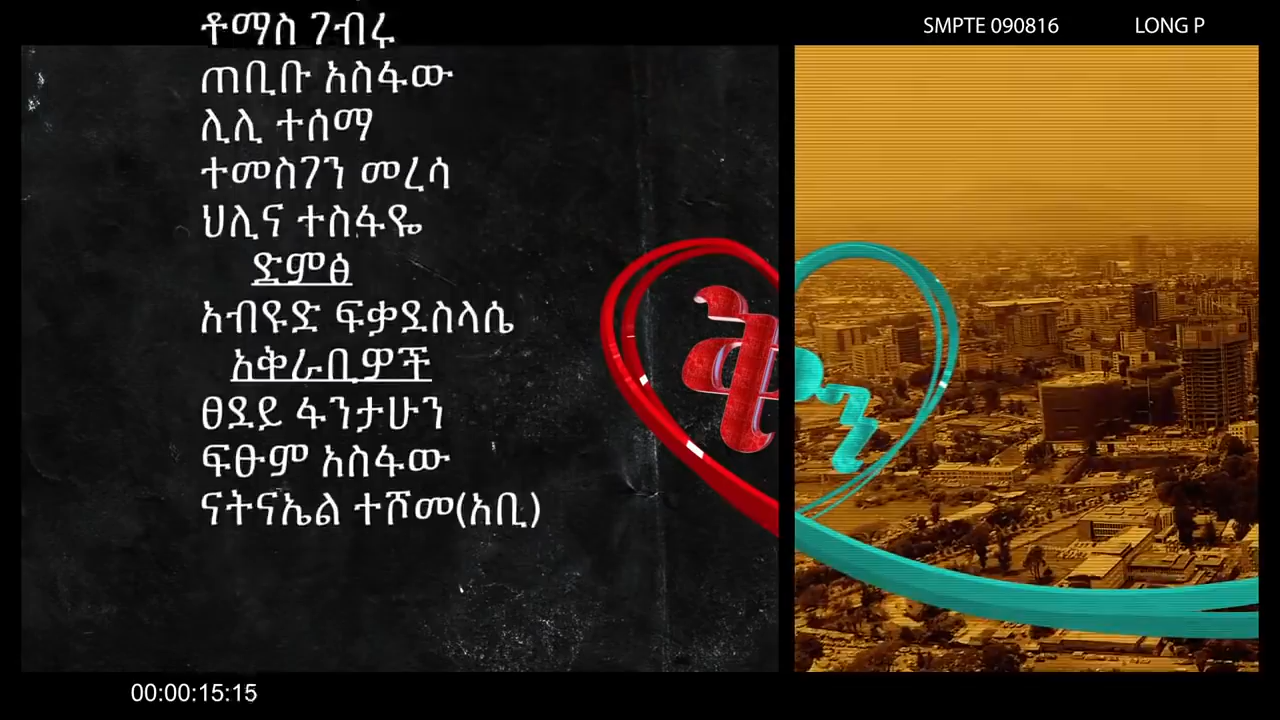 SMPTE 090816 LONG P
ቶማስ ገብሩ
ጠቢቡ አስፋው
ሊሊ ተሰማ
ተመስገን መረሳ
ህሊና ተስፋዬ
ድምፅ
አብዩድ ፍቃደስላሴ
አቅራቢዎች
ፀደይ ፋንታሁን
ፍፁም አስፋው
ናትናኤል ተሾመ(አቢ)
00:00:15:15